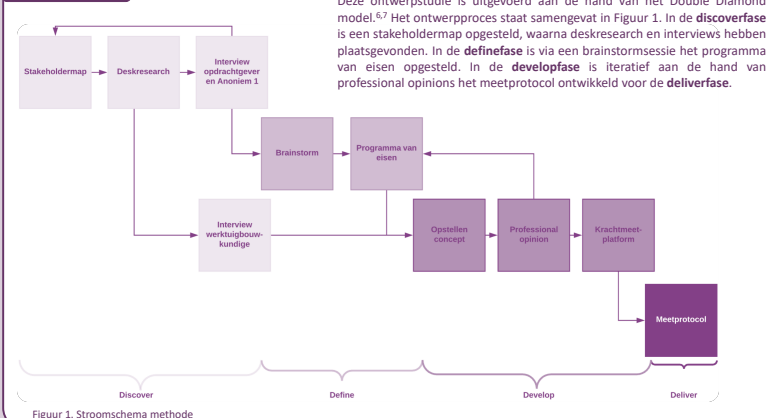 Deze ontwerpstudie is uitgevoerd aan de hand van het Double Diamond
model.6,7 Het ontwerpproces staat samengevat in Figuur 1. In de discoverfase
is een stakeholdermap opgesteld, waarna deskresearch en interviews hebben
plaatsgevonden. In de definefase is via een brainstormsessie het programma
van eisen opgesteld. In de developfase is iteratief aan de hand van
professional opinions het meetprotocol ontwikkeld voor de deliverfase.
Stakeholdermap
Deskresearch
Interview
opdrachtgever
en Anoniem 1
Brainstorm
Programma van
eisen
Interview
werktuigbouw-
kundige
Opstellen
concept
Professional
opinion
Krachtmeet-
platform
Meetprotocol
Discover
Define
Develop
Deliver
Figuur 1. Stroomschema methode